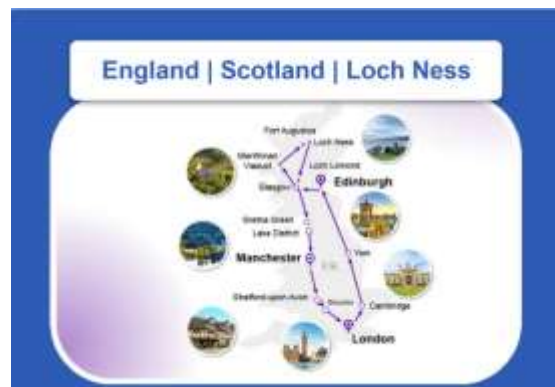 England | Scotland | Loch Ness
Fort Augustus
Loch Ness
Viaduct
Loch Lomond
Glasgow
Edinburgh
Gretna Green
Lake District
York
Manchester
Stratford-upon-Avon
Cambridge
London